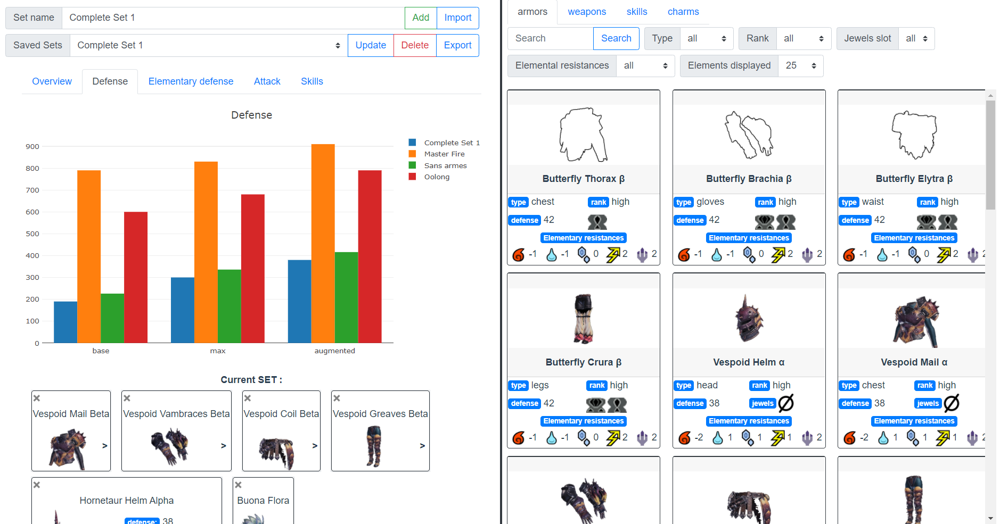 Set name Complete Set 1 Add Import
Saved Sets Complete Set 1 Update Delete Export
Overview Defense Elementary defense Attack Skills
Defense
900
800
700
600
500
400
300
200
100
0
base max augmented
Complete Set 1
Master Fire
Sans armes
Oolong
Current SET :
Vespoid Mail Beta
>
Vespoid Vambraces Beta
>
Vespoid Coil Beta
>
Vespoid Greaves Beta
>
Hornetaur Helm Alpha
defense: 38
Buona Flora
armors weapons skills charms
Search Search Type all Rank all Jewels slot all
Elemental resistances all Elements displayed 25
Butterfly Thorax β
type chest rank high
defense 42
Elementary resistances
-1 -1 0 2 2
Butterfly Brachia β
type gloves rank high
defense 42
Elementary resistances
-1 -1 0 2 2
Butterfly Elytra β
type waist rank high
defense 42
Elementary resistances
-1 -1 0 2 2
Butterfly Crura β
type legs rank high
defense 42
Elementary resistances
-1 -1 0 2 2
Vespoid Helm α
type head rank high
defense 38 jewels
Elementary resistances
-2 1 1 1 2
Vespoid Mail α
type chest rank high
defense 38 jewels
Elementary resistances
-2 1 1 1 2